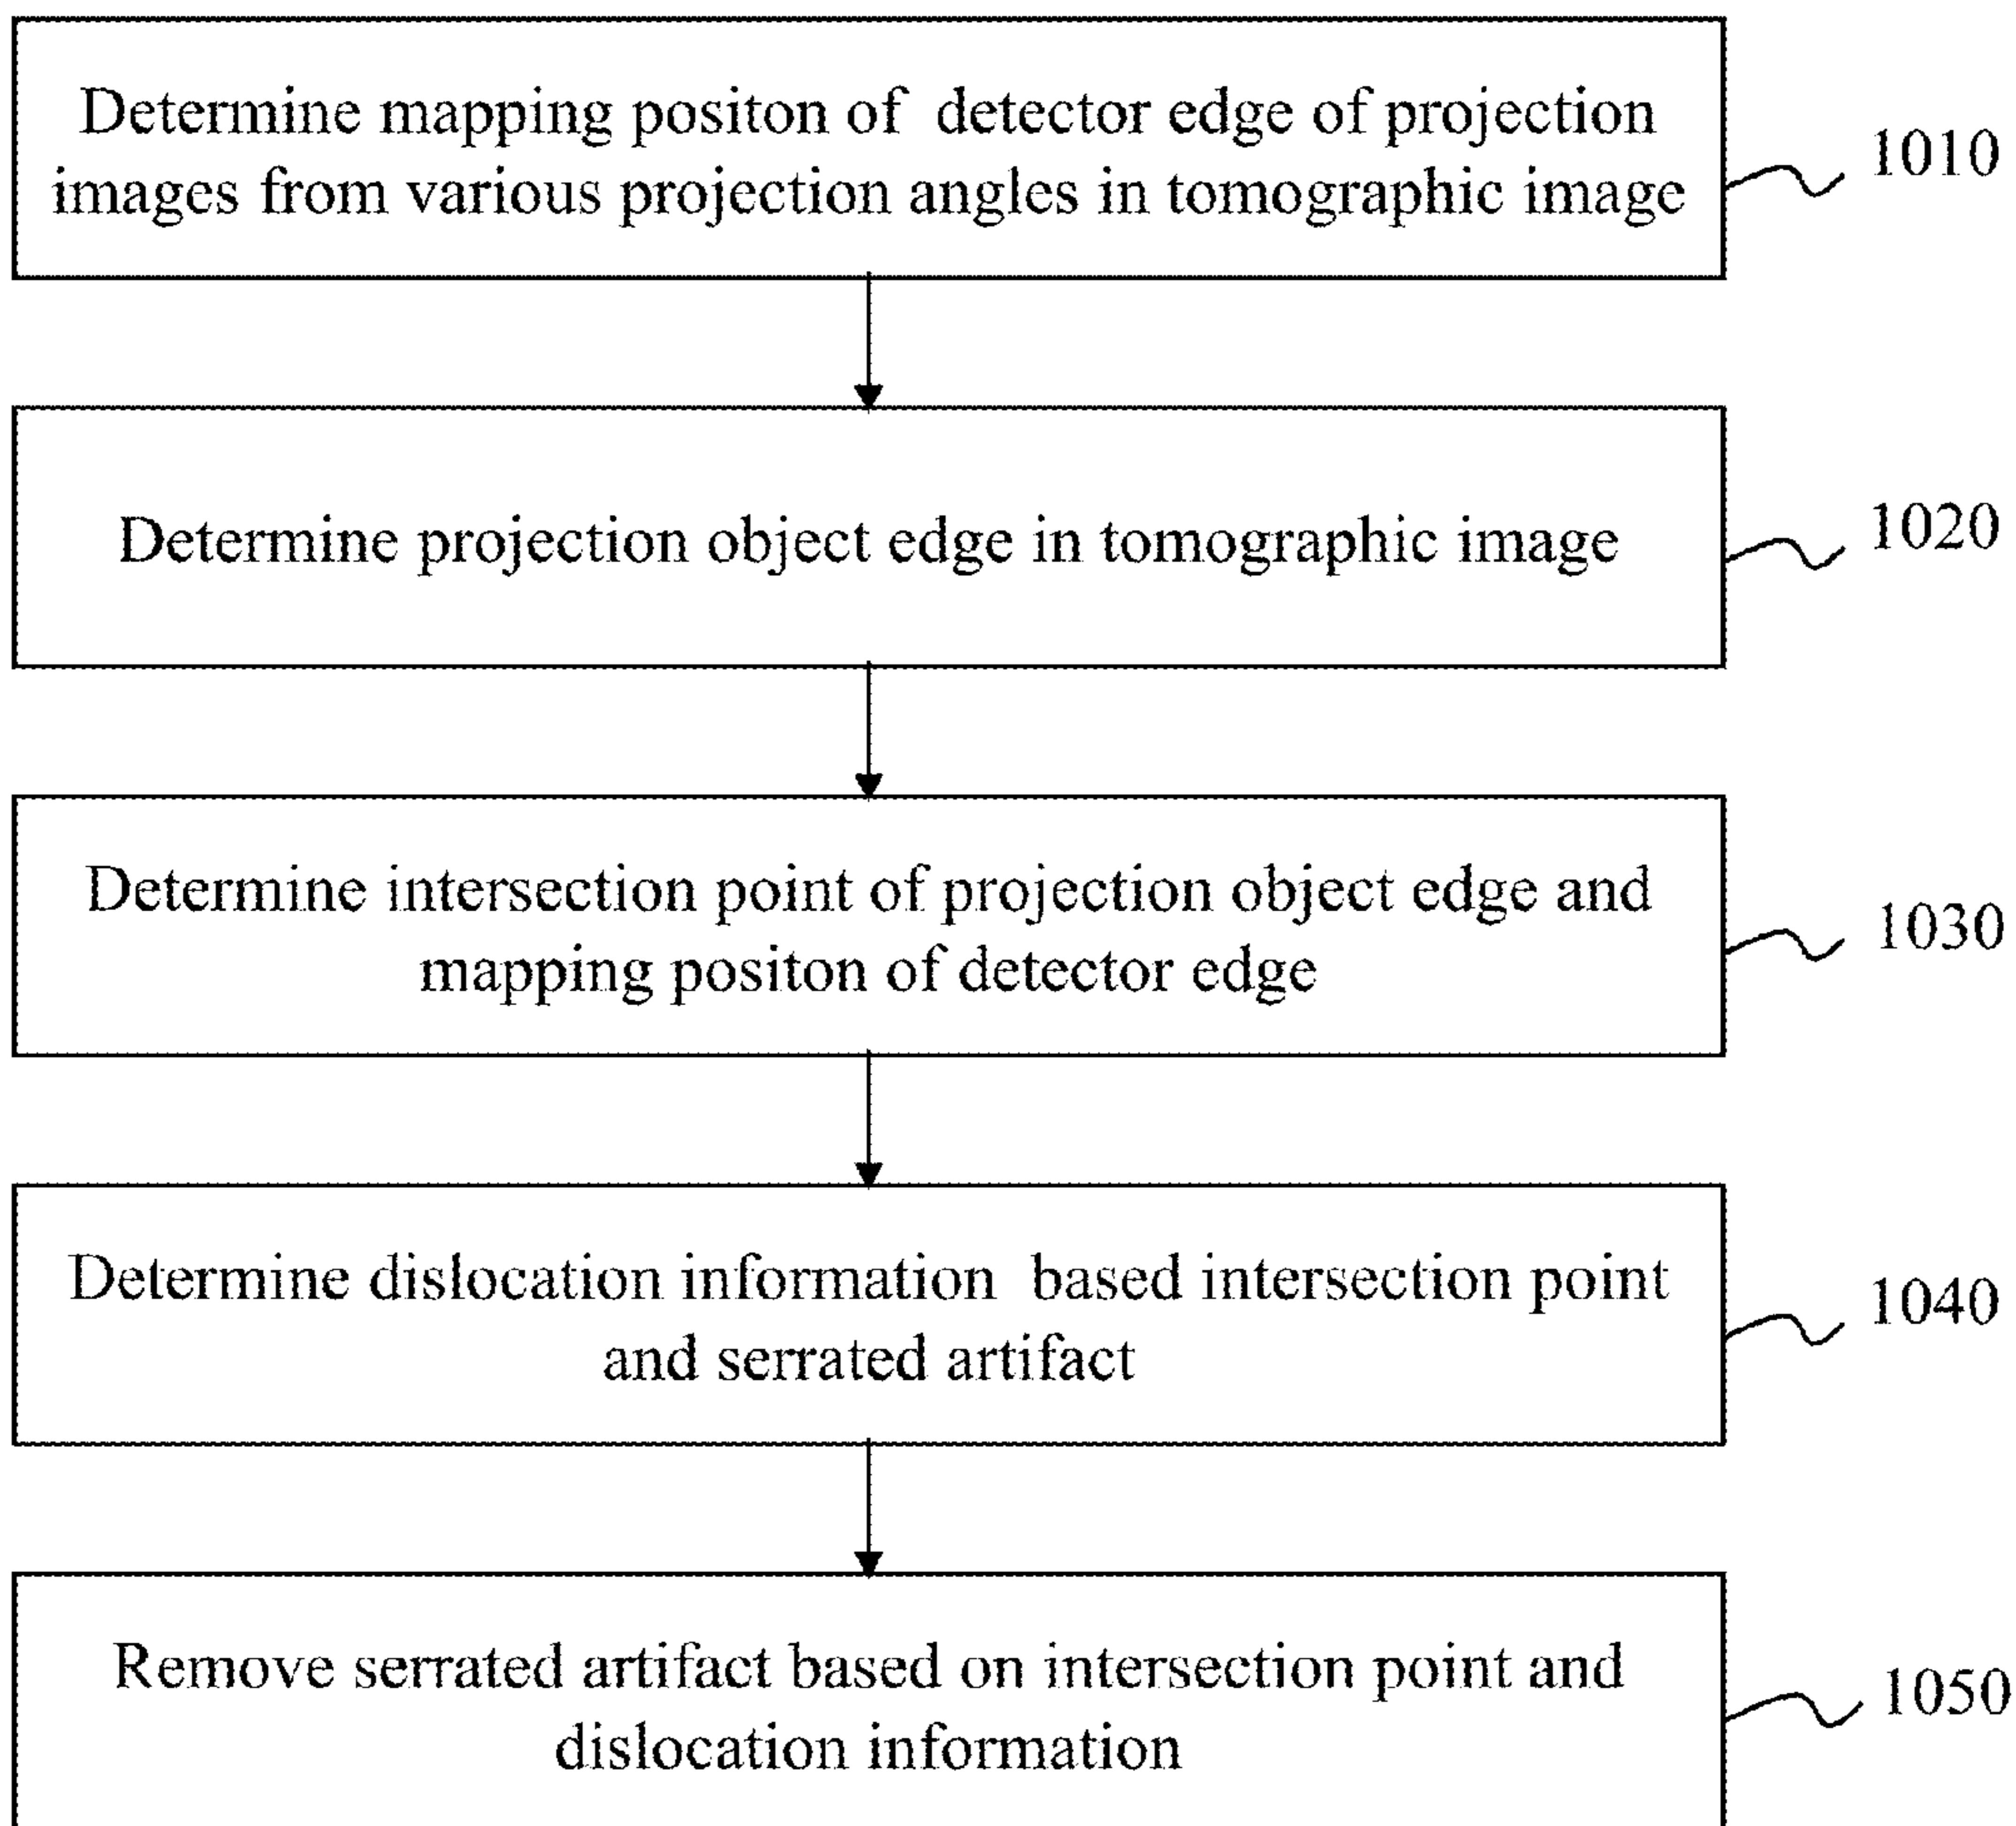 Determine mapping positon of detector edge of projection
images from various projection angles in tomographic image
1010
Determine projection object edge in tomographic image
1020
Determine intersection point of projection object edge and
mapping positon of detector edge
1030
Determine dislocation information based intersection point
and serrated artifact
1040
Remove serrated artifact based on intersection point and
dislocation information
1050